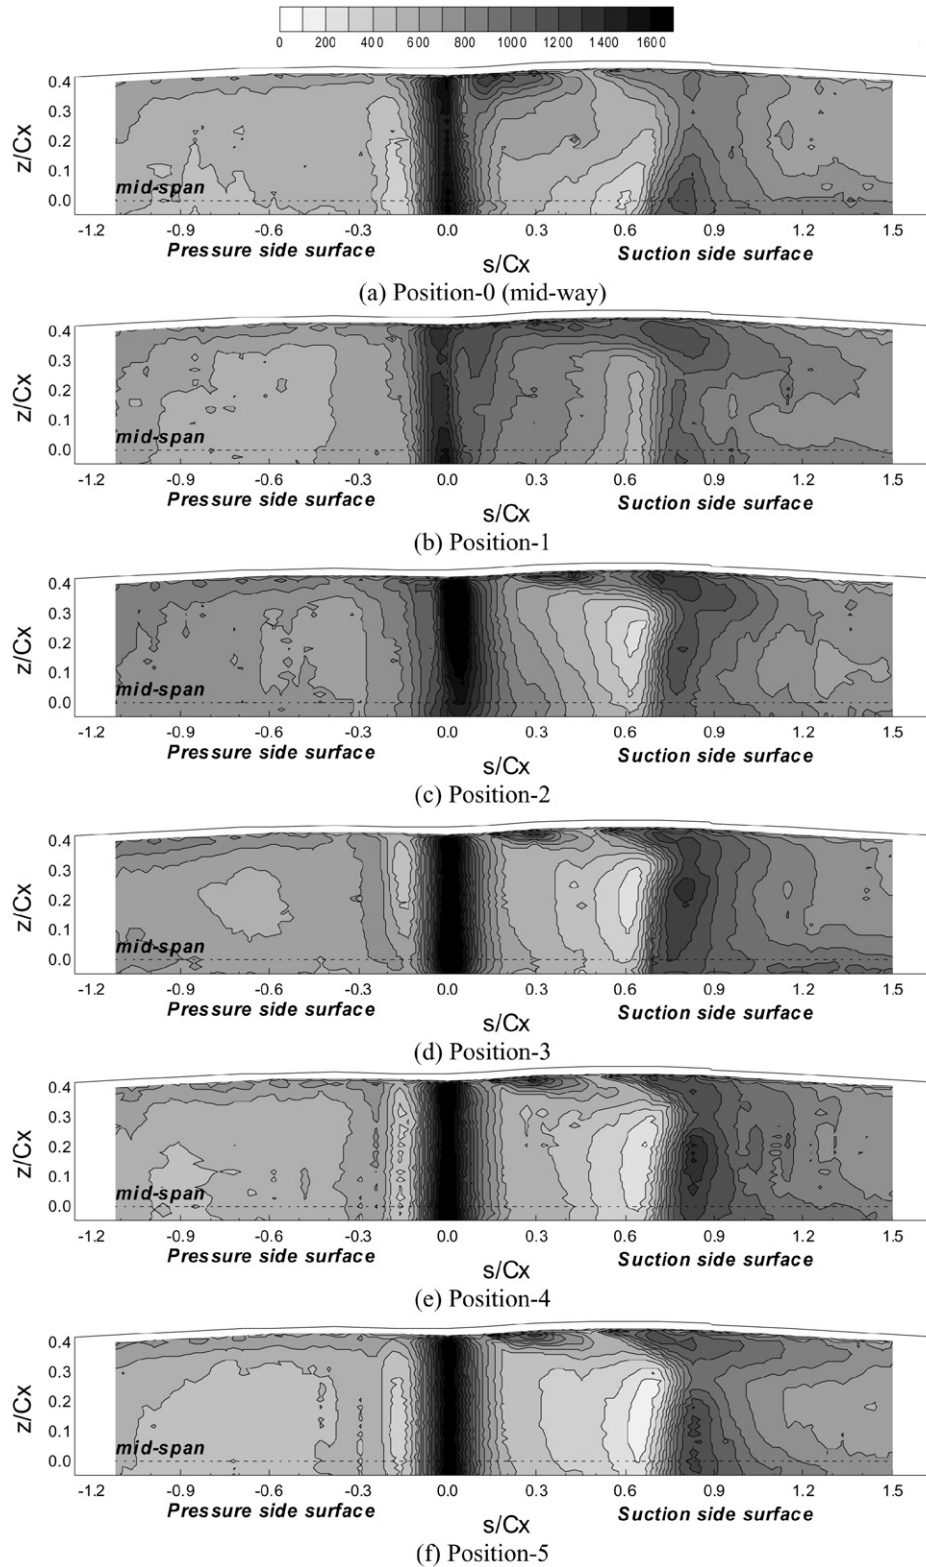 0 200 400 600 800 1000 1200 1400 1600
0.4
0.3
0.2
0.1
0.0
z/Cx
mid-span
-1.2 -0.9 -0.6 -0.3 0.0 0.3 0.6 0.9 1.2 1.5
Pressure side surface s/Cx Suction side surface
(a) Position-0 (mid-way)
0.4
0.3
0.2
0.1
0.0
z/Cx
mid-span
-1.2 -0.9 -0.6 -0.3 0.0 0.3 0.6 0.9 1.2 1.5
Pressure side surface s/Cx Suction side surface
(b) Position-1
0.4
0.3
0.2
0.1
0.0
z/Cx
mid-span
-1.2 -0.9 -0.6 -0.3 0.0 0.3 0.6 0.9 1.2 1.5
Pressure side surface s/Cx Suction side surface
(c) Position-2
0.4
0.3
0.2
0.1
0.0
z/Cx
mid-span
-1.2 -0.9 -0.6 -0.3 0.0 0.3 0.6 0.9 1.2 1.5
Pressure side surface s/Cx Suction side surface
(d) Position-3
0.4
0.3
0.2
0.1
0.0
z/Cx
mid-span
-1.2 -0.9 -0.6 -0.3 0.0 0.3 0.6 0.9 1.2 1.5
Pressure side surface s/Cx Suction side surface
(e) Position-4
0.4
0.3
0.2
0.1
0.0
z/Cx
mid-span
-1.2 -0.9 -0.6 -0.3 0.0 0.3 0.6 0.9 1.2 1.5
Pressure side surface s/Cx Suction side surface
(f) Position-5